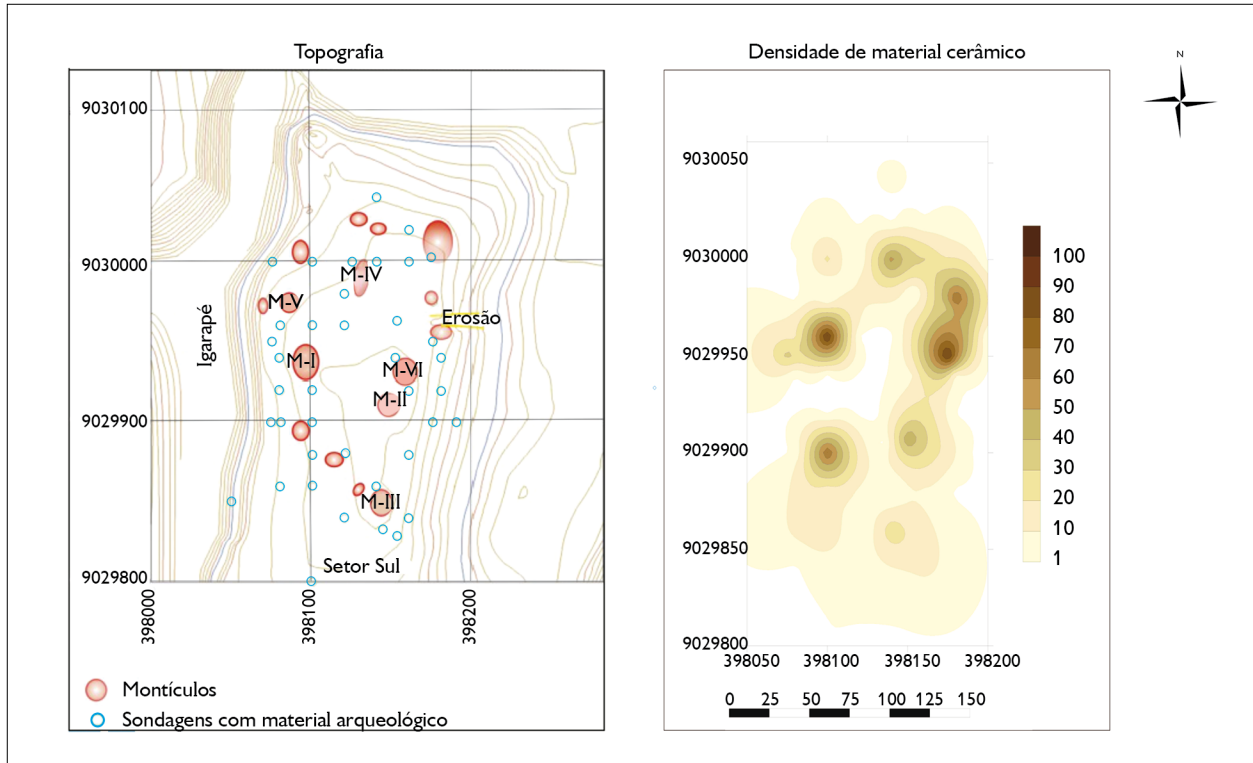 Topografia
9030100
9030000
9029900
9029800
398000
398100
398200
Igarapé
M-IV
M-V
Erosão
M-I
M-VI
M-II
M-III
Setor Sul
Montículos
Sondagens com material arqueológico
Densidade de material cerâmico
9030050
9030000
9029950
9029900
9029850
9029800
398050 398100 398150 398200
100
90
80
70
60
50
40
30
20
10
1
0 25 50 75 100 125 150
N